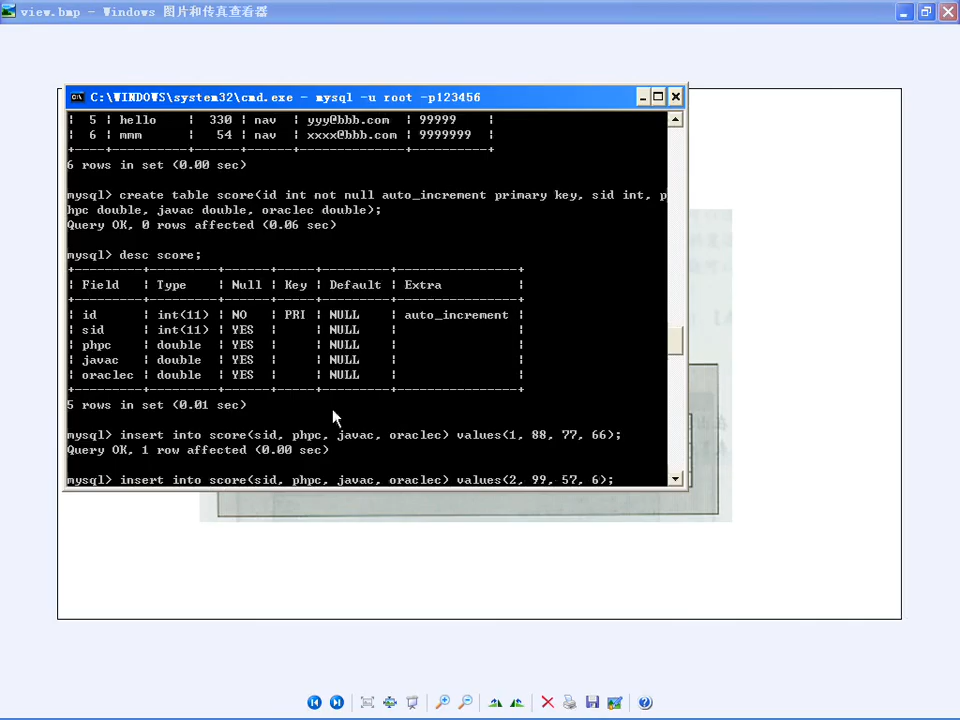 view.bmp - Windows 图片和传真查看器
C:\WINDOWS\system32\cmd.exe - mysql -u root -p123456
| 5 | hello | 330 | nav | yyy@bbb.com | 99999 |
| 6 | mmm | 54 | nav | xxxx@bbb.com | 9999999 |
+----+----------+------+------+--------------+----------+
6 rows in set (0.00 sec)
mysql> create table score(id int not null auto_increment primary key, sid int, p
hpc double, javac double, oraclec double);
Query OK, 0 rows affected (0.06 sec)
mysql> desc score;
+---------+---------+------+-----+---------+----------------+
| Field | Type | Null | Key | Default | Extra |
+---------+---------+------+-----+---------+----------------+
| id | int(11) | NO | PRI | NULL | auto_increment |
| sid | int(11) | YES | | NULL | |
| phpc | double | YES | | NULL | |
| javac | double | YES | | NULL | |
| oraclec | double | YES | | NULL | |
+---------+---------+------+-----+---------+----------------+
5 rows in set (0.01 sec)
mysql> insert into score(sid, phpc, javac, oraclec) values(1, 88, 77, 66);
Query OK, 1 row affected (0.00 sec)
mysql> insert into score(sid, phpc, javac, oraclec) values(2, 99, 57, 6);